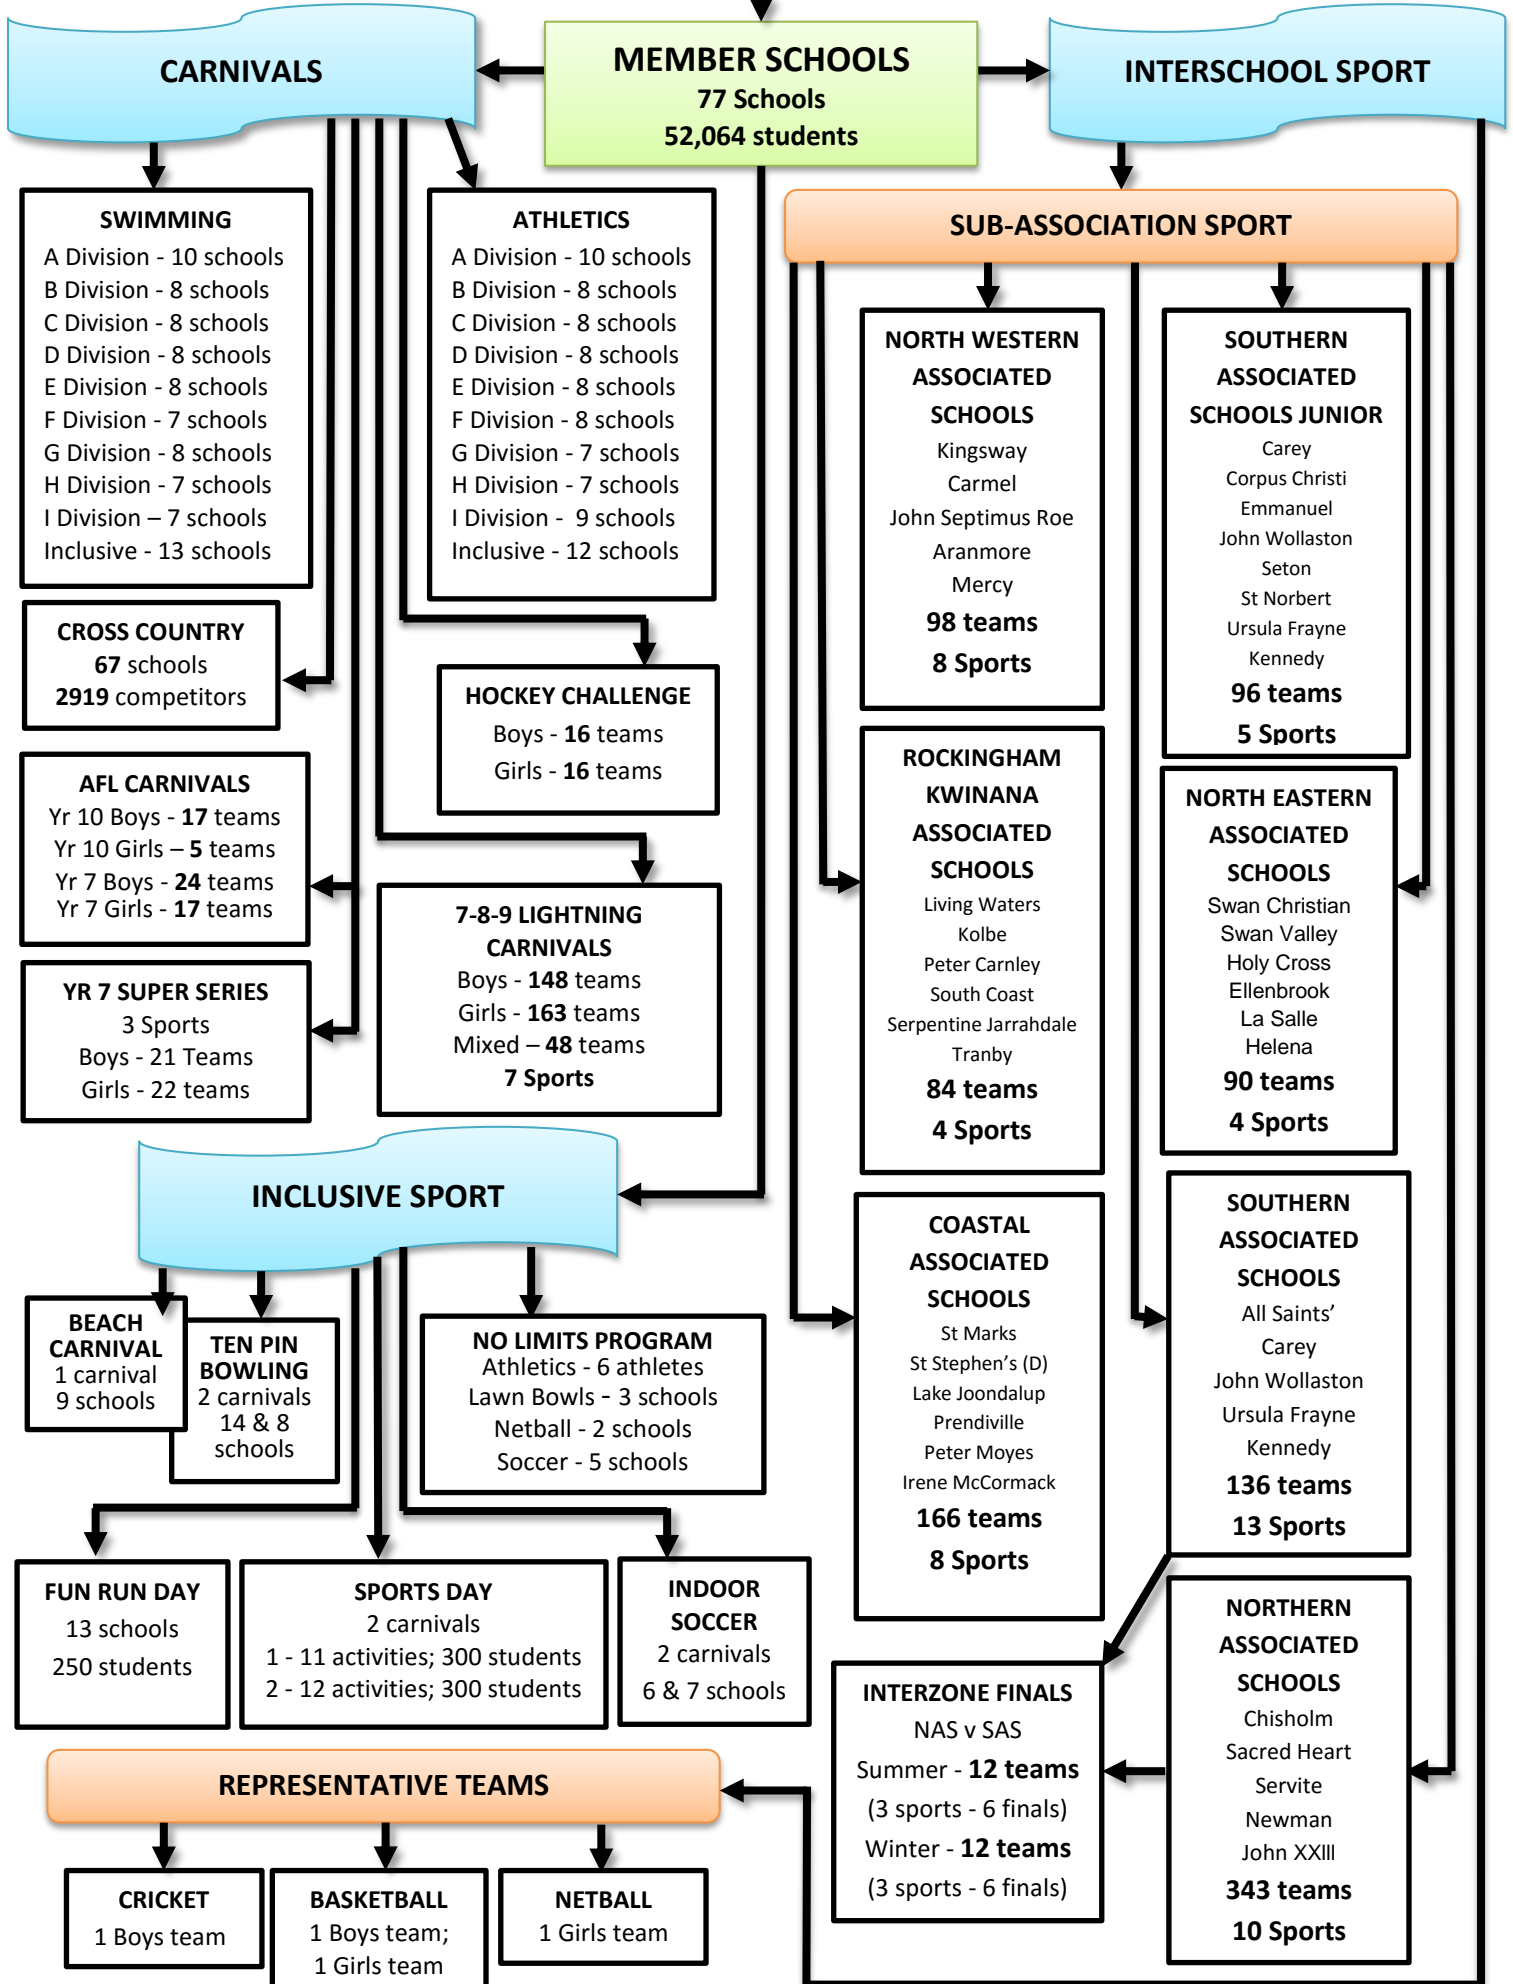 CARNIVALS
MEMBER SCHOOLS
77 Schools
52,064 students
INTERSCHOOL SPORT
SWIMMING
A Division - 10 schools
B Division - 8 schools
C Division - 8 schools
D Division - 8 schools
E Division - 8 schools
F Division - 7 schools
G Division - 8 schools
H Division - 7 schools
I Division – 7 schools
Inclusive - 13 schools
ATHLETICS
A Division - 10 schools
B Division - 8 schools
C Division - 8 schools
D Division - 8 schools
E Division - 8 schools
F Division - 8 schools
G Division - 7 schools
H Division - 7 schools
I Division - 9 schools
Inclusive - 12 schools
CROSS COUNTRY
67 schools
2919 competitors
HOCKEY CHALLENGE
Boys - 16 teams
Girls - 16 teams
AFL CARNIVALS
Yr 10 Boys - 17 teams
Yr 10 Girls – 5 teams
Yr 7 Boys - 24 teams
Yr 7 Girls - 17 teams
7-8-9 LIGHTNING
CARNIVALS
Boys - 148 teams
Girls - 163 teams
Mixed – 48 teams
7 Sports
YR 7 SUPER SERIES
3 Sports
Boys - 21 Teams
Girls - 22 teams
SUB-ASSOCIATION SPORT
NORTH WESTERN
ASSOCIATED
SCHOOLS
Kingsway
Carmel
John Septimus Roe
Aranmore
Mercy
98 teams
8 Sports
SOUTHERN
ASSOCIATED
SCHOOLS JUNIOR
Carey
Corpus Christi
Emmanuel
John Wollaston
Seton
St Norbert
Ursula Frayne
Kennedy
96 teams
5 Sports
ROCKINGHAM
KWINANA
ASSOCIATED
SCHOOLS
Living Waters
Kolbe
Peter Carnley
South Coast
Serpentine Jarrahdale
Tranby
84 teams
4 Sports
NORTH EASTERN
ASSOCIATED
SCHOOLS
Swan Christian
Swan Valley
Holy Cross
Ellenbrook
La Salle
Helena
90 teams
4 Sports
COASTAL
ASSOCIATED
SCHOOLS
St Marks
St Stephen's (D)
Lake Joondalup
Prendiville
Peter Moyes
Irene McCormack
166 teams
8 Sports
SOUTHERN
ASSOCIATED
SCHOOLS
All Saints’
Carey
John Wollaston
Ursula Frayne
Kennedy
136 teams
13 Sports
INCLUSIVE SPORT
BEACH
CARNIVAL
1 carnival
9 schools
TEN PIN
BOWLING
2 carnivals
14 & 8
schools
NO LIMITS PROGRAM
Athletics - 6 athletes
Lawn Bowls - 3 schools
Netball - 2 schools
Soccer - 5 schools
FUN RUN DAY
13 schools
250 students
SPORTS DAY
2 carnivals
1 - 11 activities; 300 students
2 - 12 activities; 300 students
INDOOR
SOCCER
2 carnivals
6 & 7 schools
INTERZONE FINALS
NAS v SAS
Summer - 12 teams
(3 sports - 6 finals)
Winter - 12 teams
(3 sports - 6 finals)
NORTHERN
ASSOCIATED
SCHOOLS
Chisholm
Sacred Heart
Servite
Newman
John XXIII
343 teams
10 Sports
REPRESENTATIVE TEAMS
CRICKET
1 Boys team
BASKETBALL
1 Boys team;
1 Girls team
NETBALL
1 Girls team